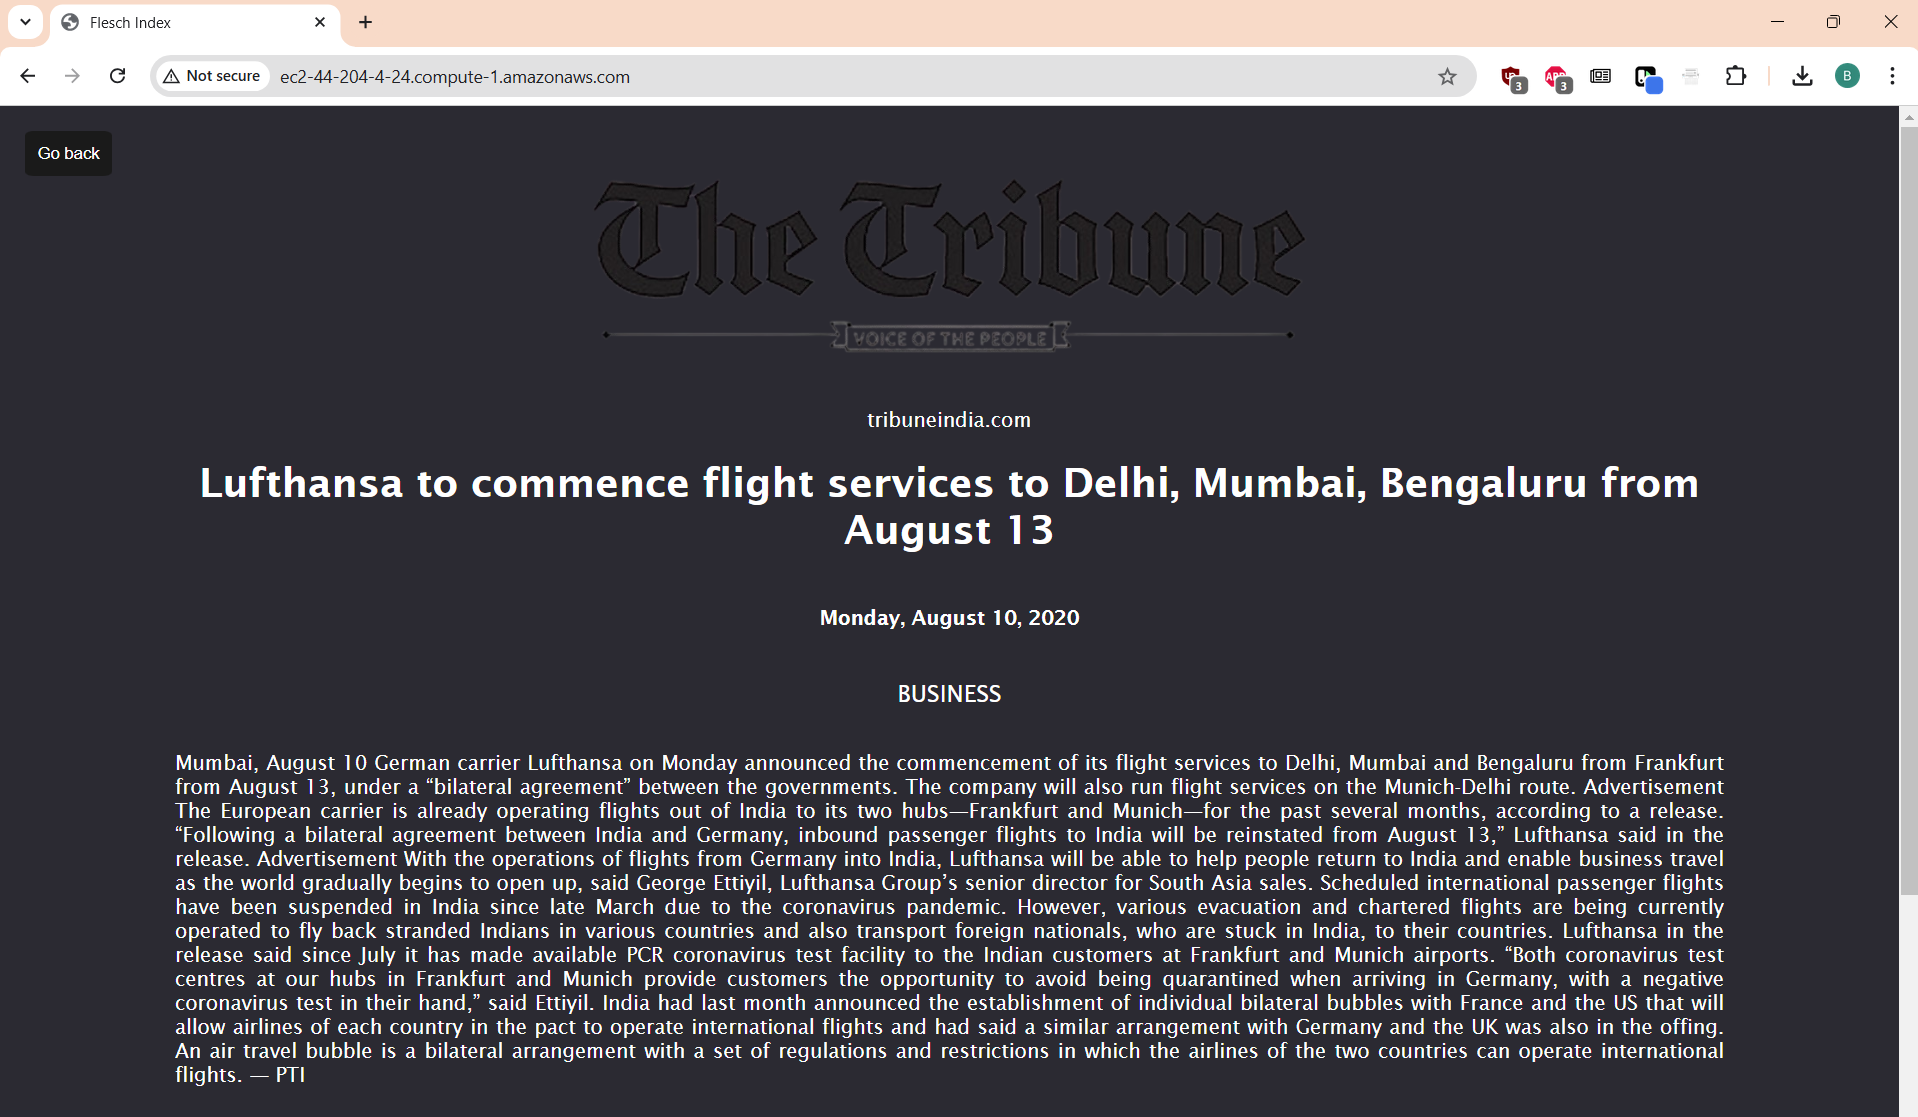 Flesch Index
Not secure
ec2-44-204-4-24.compute-1.amazonaws.com
3
3
B
Go back
The Tribune
VOICE OF THE PEOPLE
tribuneindia.com
Lufthansa to commence flight services to Delhi, Mumbai, Bengaluru from
August 13
Monday, August 10, 2020
BUSINESS
Mumbai, August 10 German carrier Lufthansa on Monday announced the commencement of its flight services to Delhi, Mumbai and Bengaluru from Frankfurt
from August 13, under a “bilateral agreement” between the governments. The company will also run flight services on the Munich-Delhi route. Advertisement
The European carrier is already operating flights out of India to its two hubs—Frankfurt and Munich—for the past several months, according to a release.
“Following a bilateral agreement between India and Germany, inbound passenger flights to India will be reinstated from August 13,” Lufthansa said in the
release. Advertisement With the operations of flights from Germany into India, Lufthansa will be able to help people return to India and enable business travel
as the world gradually begins to open up, said George Ettiyil, Lufthansa Group’s senior director for South Asia sales. Scheduled international passenger flights
have been suspended in India since late March due to the coronavirus pandemic. However, various evacuation and chartered flights are being currently
operated to fly back stranded Indians in various countries and also transport foreign nationals, who are stuck in India, to their countries. Lufthansa in the
release said since July it has made available PCR coronavirus test facility to the Indian customers at Frankfurt and Munich airports. “Both coronavirus test
centres at our hubs in Frankfurt and Munich provide customers the opportunity to avoid being quarantined when arriving in Germany, with a negative
coronavirus test in their hand,” said Ettiyil. India had last month announced the establishment of individual bilateral bubbles with France and the US that will
allow airlines of each country in the pact to operate international flights and had said a similar arrangement with Germany and the UK was also in the offing.
An air travel bubble is a bilateral arrangement with a set of regulations and restrictions in which the airlines of the two countries can operate international
flights. — PTI